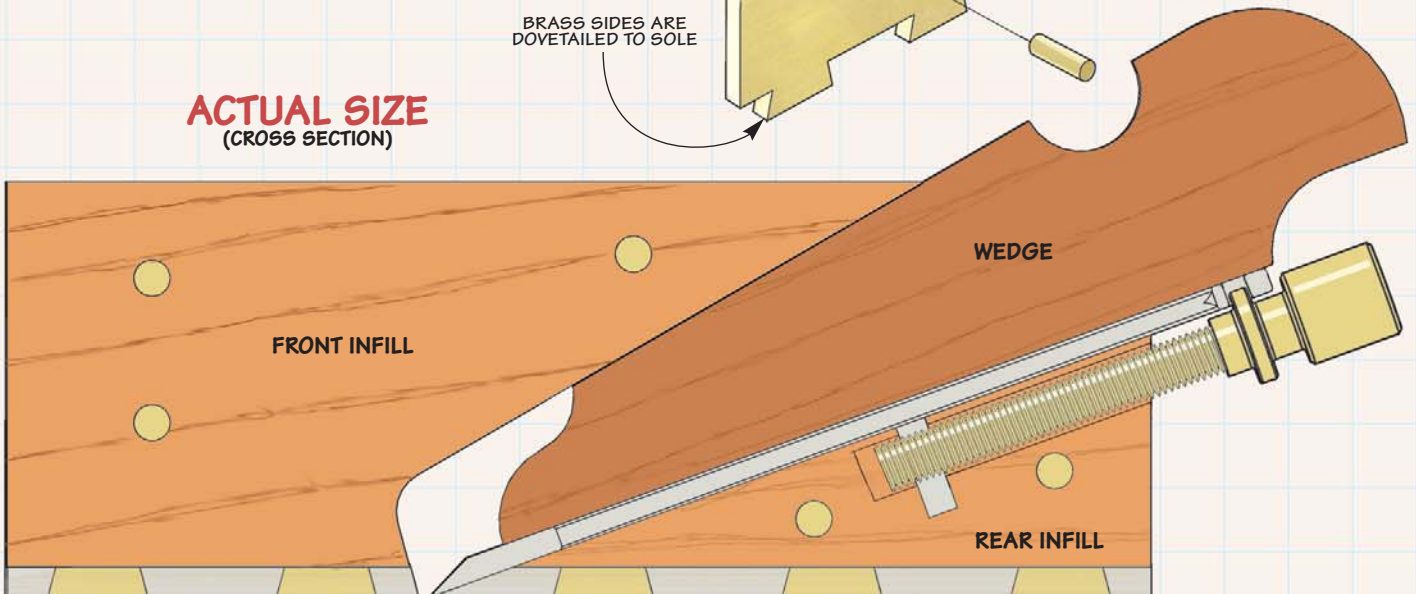 BRASS SIDES ARE
DOVETAILED TO SOLE
ACTUAL SIZE
(CROSS SECTION)
WEDGE
FRONT INFILL
REAR INFILL